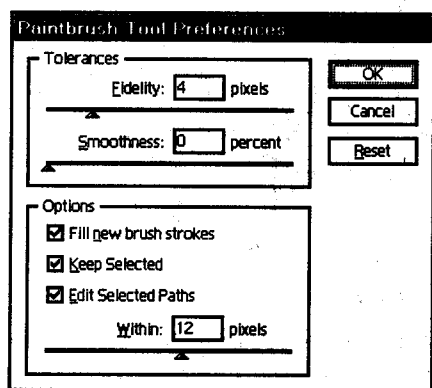 Paintbrush Tool Preferences
Tolerances
Fidelity: 4 pixels
Smoothness: 0 percent
OK
Cancel
Reset
Options
Fill new brush strokes
Keep Selected
Edit Selected Paths
Within: 12 pixels